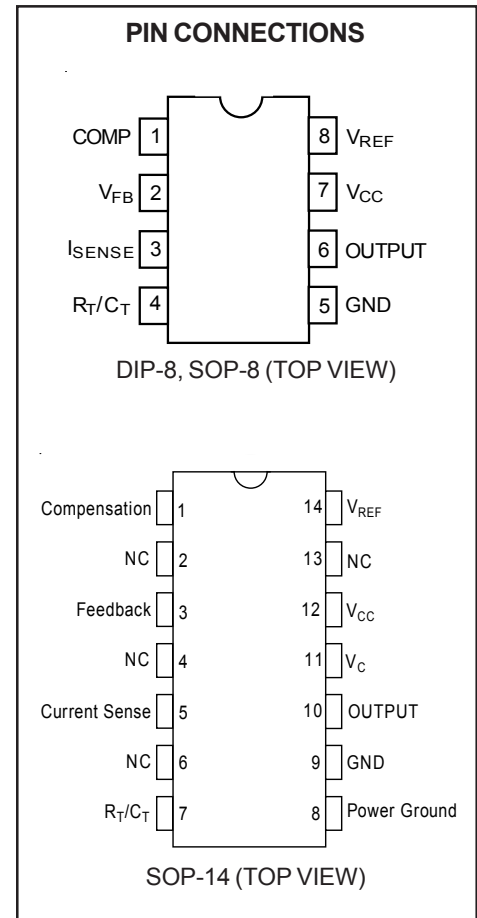 PIN CONNECTIONS
COMP 1 8 VREF
VFB 2 7 VCC
ISENSE 3 6 OUTPUT
RT/CT 4 5 GND
DIP-8, SOP-8 (TOP VIEW)
Compensation 1 14 VREF
NC 2 13 NC
Feedback 3 12 VCC
NC 4 11 VC
Current Sense 5 10 OUTPUT
NC 6 9 GND
RT/CT 7 8 Power Ground
SOP-14 (TOP VIEW)